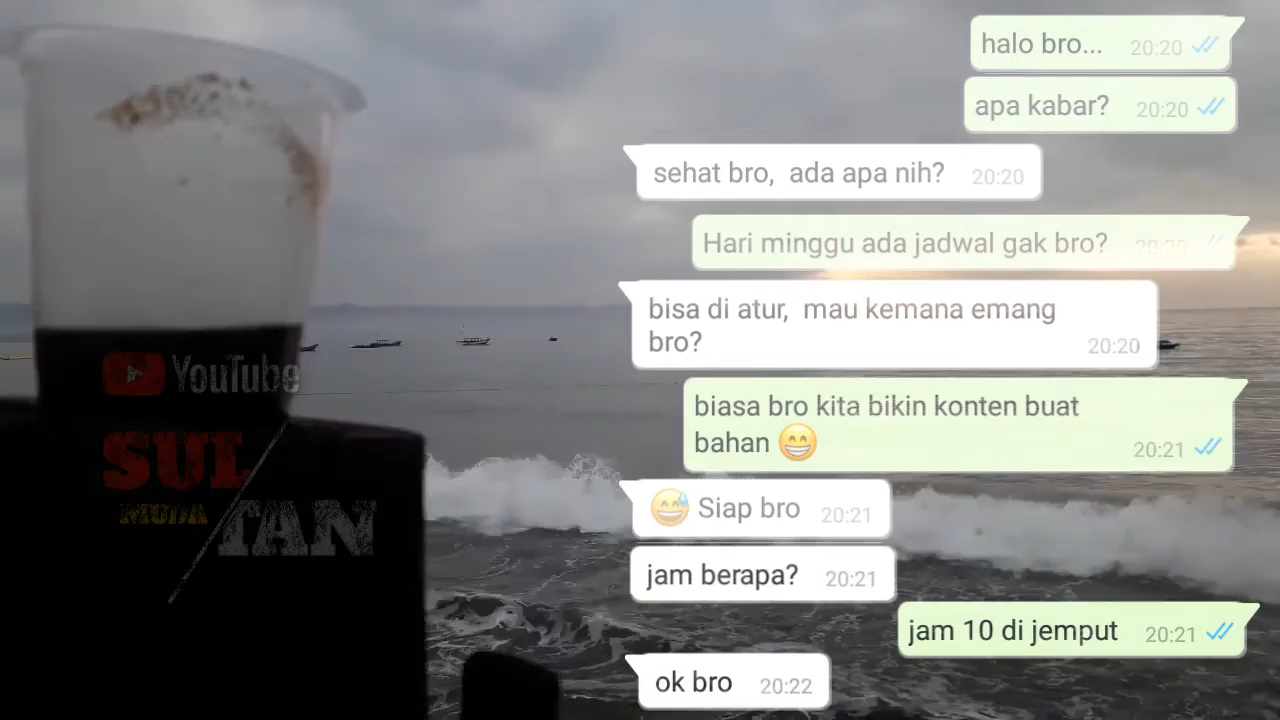 halo bro... 20:20
apa kabar? 20:20
sehat bro, ada apa nih? 20:20
Hari minggu ada jadwal gak bro? 20:20
bisa di atur, mau kemana emang
bro? 20:20
biasa bro kita bikin konten buat
bahan 😄 20:21
😅 Siap bro 20:21
jam berapa? 20:21
jam 10 di jemput 20:21
ok bro 20:22
YouTube
SUL
MUDA
TAN